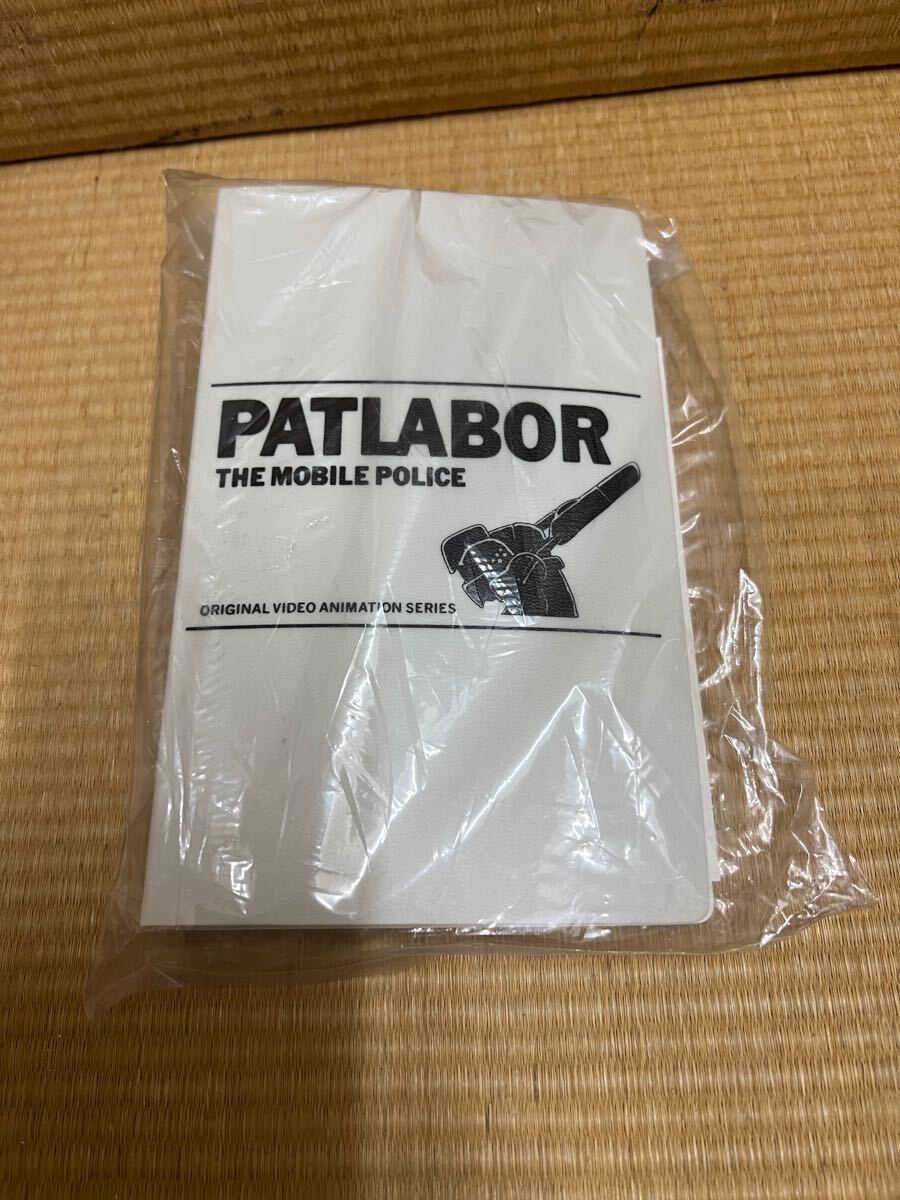 PATLABOR
THE MOBILE POLICE
ORIGINAL VIDEO ANIMATION SERIES